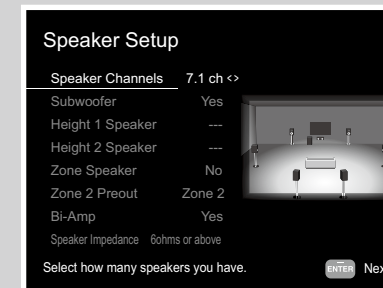 Speaker Setup
Speaker Channels 7.1 ch <>
Subwoofer Yes
Height 1 Speaker ---
Height 2 Speaker ---
Zone Speaker No
Zone 2 Preout Zone 2
Bi-Amp Yes
Speaker Impedance 6ohms or above
Select how many speakers you have.
ENTER Nex